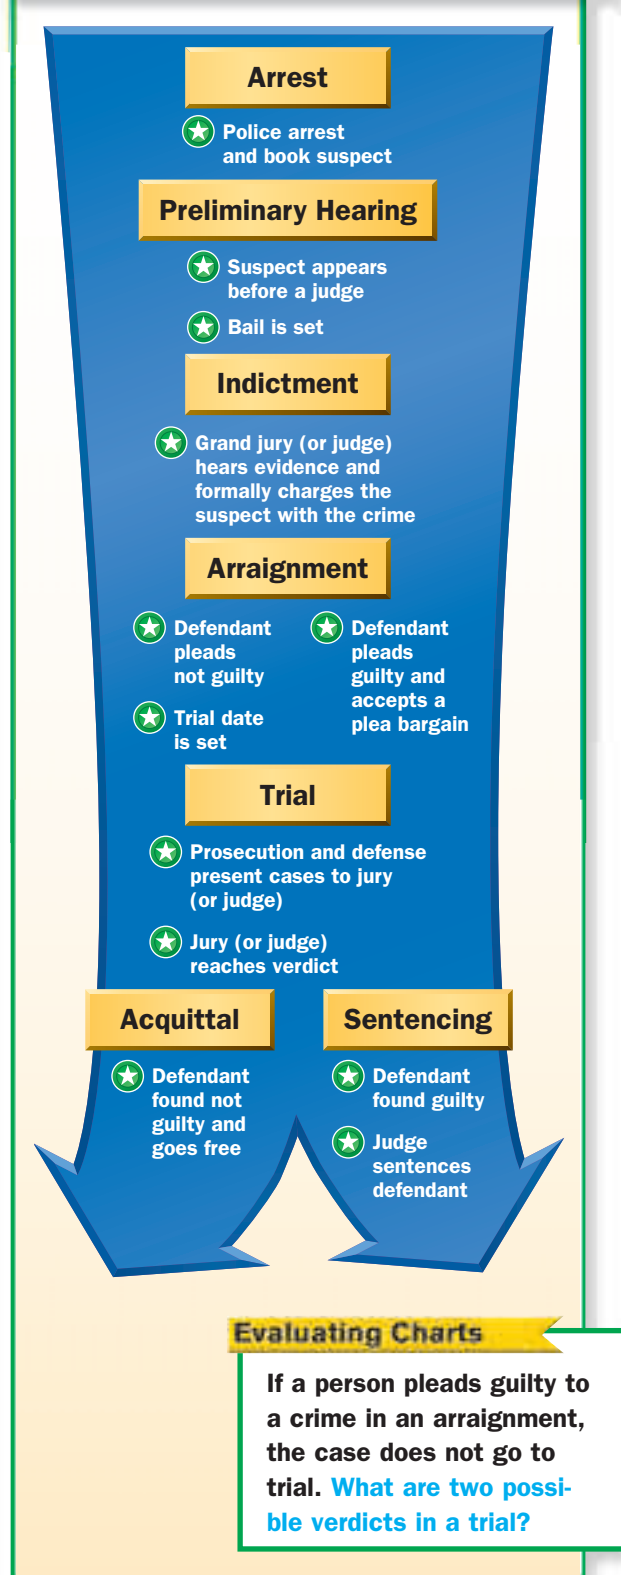 Arrest
Police arrest
and book suspect
Preliminary Hearing
Suspect appears
before a judge
Bail is set
Indictment
Grand jury (or judge)
hears evidence and
formally charges the
suspect with the crime
Arraignment
Defendant
pleads
not guilty
Trial date
is set
Defendant
pleads
guilty and
accepts a
plea bargain
Trial
Prosecution and defense
present cases to jury
(or judge)
Jury (or judge)
reaches verdict
Acquittal
Defendant
found not
guilty and
goes free
Sentencing
Defendant
found guilty
Judge
sentences
defendant
Evaluating Charts
If a person pleads guilty to
a crime in an arraignment,
the case does not go to
trial. What are two possi-
ble verdicts in a trial?